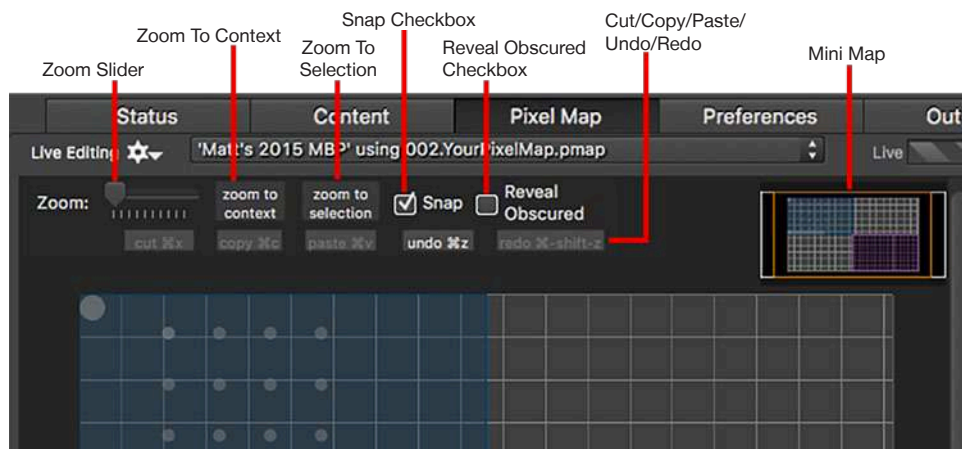 Snap Checkbox
Cut/Copy/Paste/
Undo/Redo
Zoom To Context
Zoom To
Selection
Reveal Obscured
Checkbox
Mini Map
Zoom Slider
Status
Content
Pixel Map
Preferences
Out
Live Editing
'Matt's 2015 MBP' using 002.YourPixelMap.pmap
Live
Zoom:
zoom to
context
zoom to
selection
Snap
Reveal
Obscured
cut ⌘x
copy ⌘c
paste ⌘v
undo ⌘z
redo ⌘-shift-z